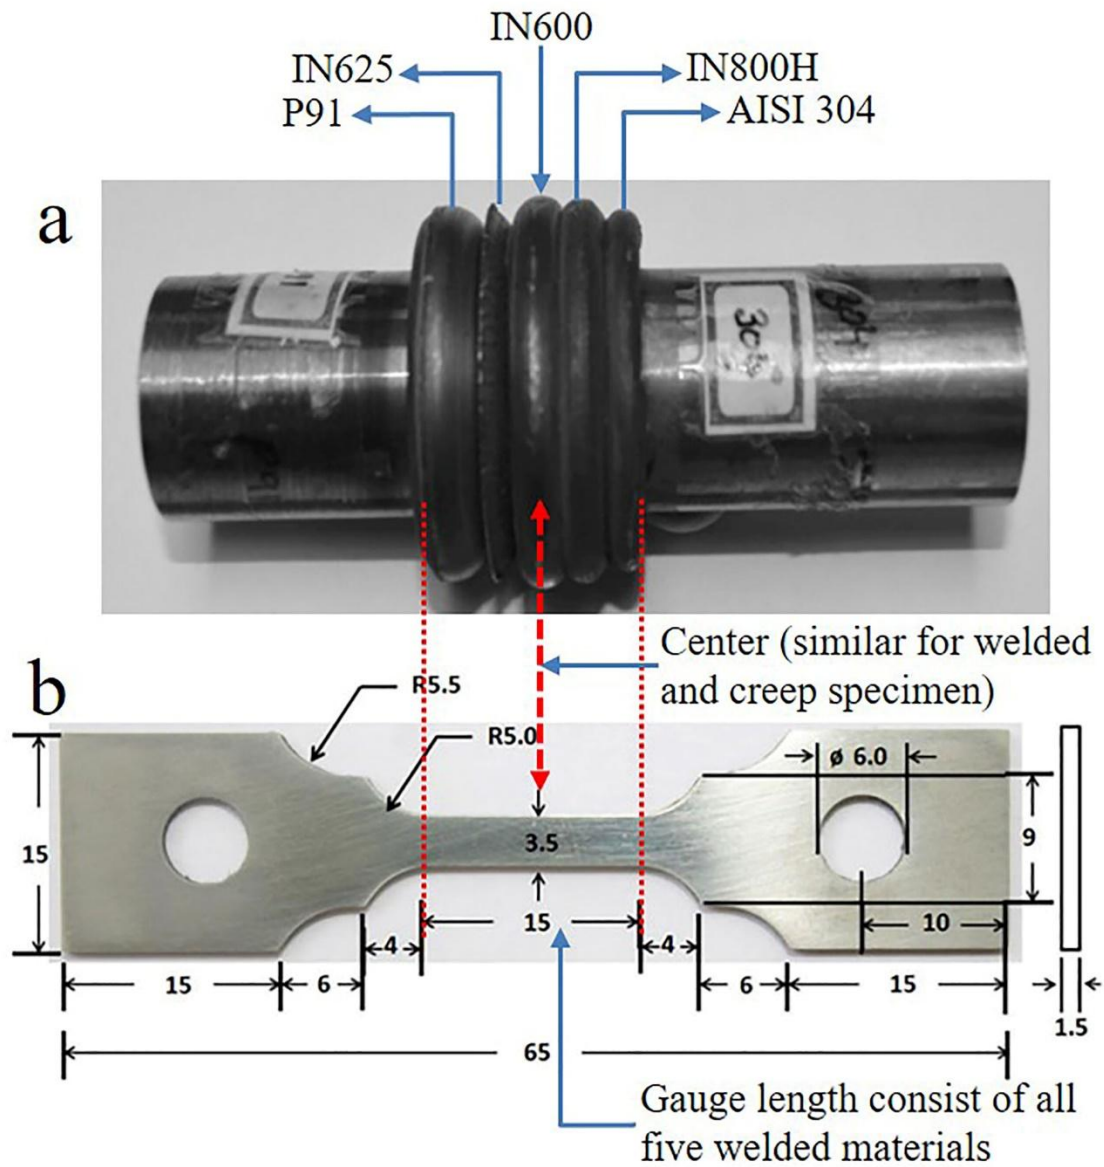 IN600
IN625
IN800H
P91
AISI 304
a
304
Center (similar for welded
and creep specimen)
b
R5.5
R5.0
ø 6.0
15
3.5
9
15
10
4
4
15
6
6
15
1.5
65
Gauge length consist of all
five welded materials